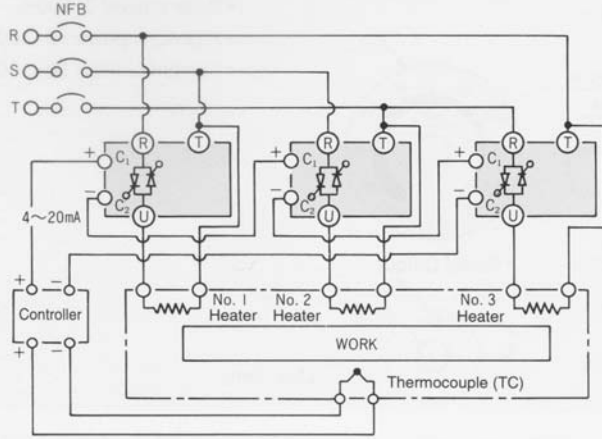 NFB
R
S
T
R T R T R
+ C₁ + C₁ + C₁
− C₂ − C₂ − C₂
U U U
4～20mA
+ −
Controller
+ −
No. 1 Heater
No. 2 Heater
No. 3 Heater
WORK
Thermocouple (TC)